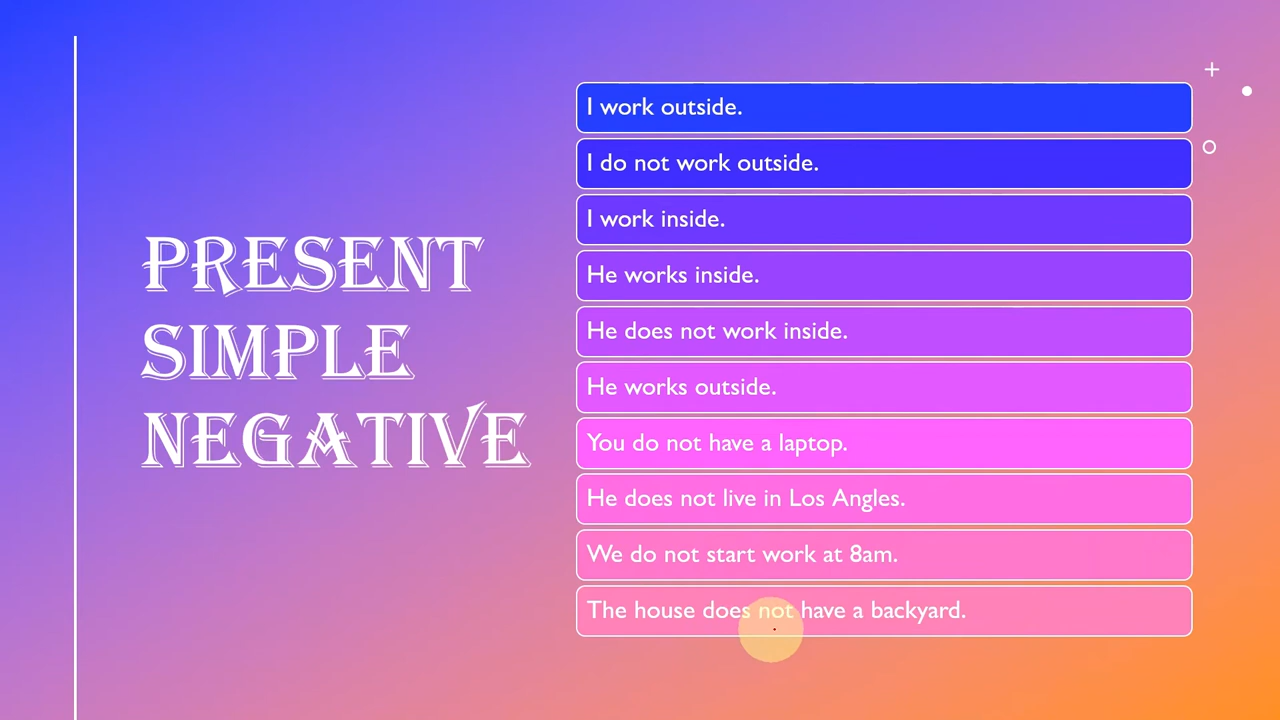 PRESENT
SIMPLE
NEGATIVE
I work outside.
I do not work outside.
I work inside.
He works inside.
He does not work inside.
He works outside.
You do not have a laptop.
He does not live in Los Angles.
We do not start work at 8am.
The house does not have a backyard.